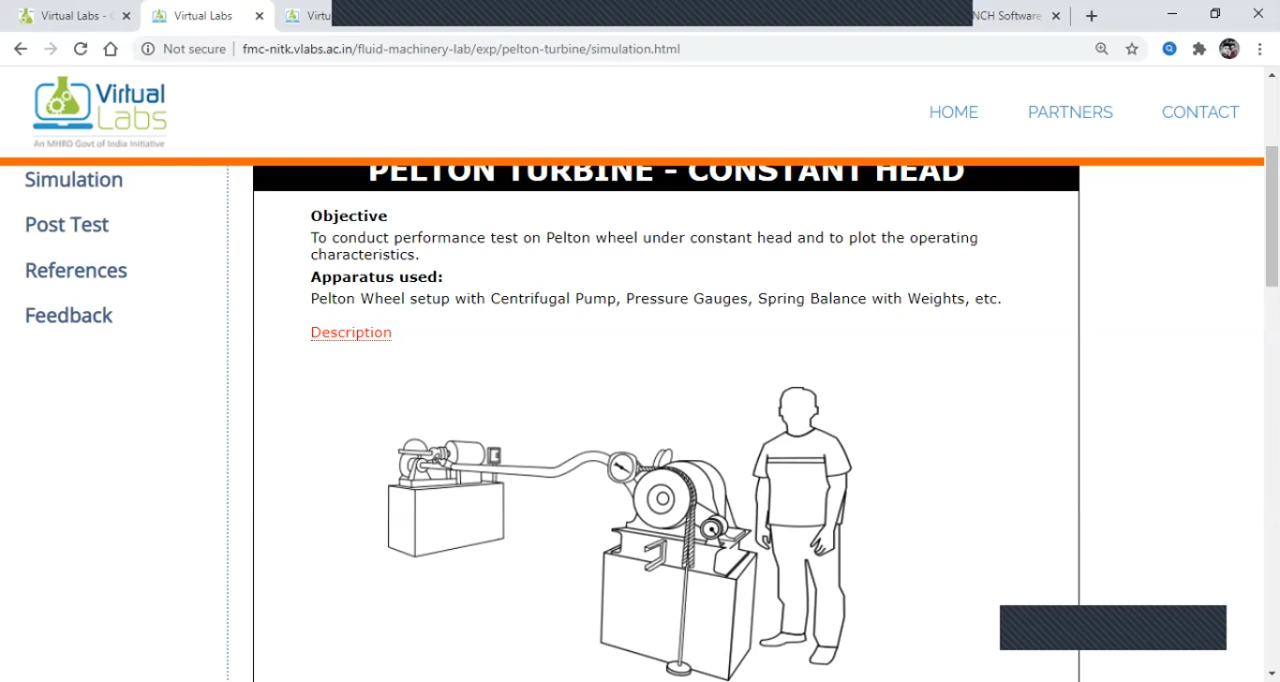 Virtual Labs -
Virtual Labs
Virtu
NCH Software
Not secure
fmc-nitk.vlabs.ac.in/fluid-machinery-lab/exp/pelton-turbine/simulation.html
Virtual
Labs
An MHRD Govt of India Initiative
HOME
PARTNERS
CONTACT
Simulation
Post Test
References
Feedback
PELTON TURBINE - CONSTANT HEAD
Objective
To conduct performance test on Pelton wheel under constant head and to plot the operating
characteristics.
Apparatus used:
Pelton Wheel setup with Centrifugal Pump, Pressure Gauges, Spring Balance with Weights, etc.
Description